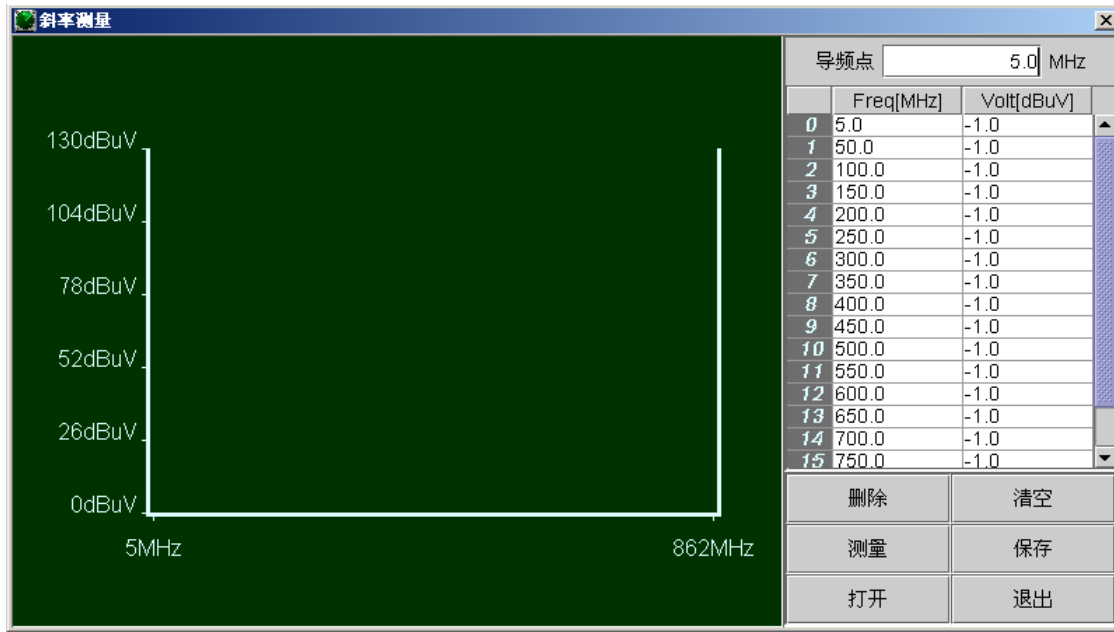 斜率测量
130dBuV
104dBuV
78dBuV
52dBuV
26dBuV
0dBuV
5MHz 862MHz
导频点 5.0 MHz
Freq[MHz] Volt[dBuV]
0 5.0 -1.0
1 50.0 -1.0
2 100.0 -1.0
3 150.0 -1.0
4 200.0 -1.0
5 250.0 -1.0
6 300.0 -1.0
7 350.0 -1.0
8 400.0 -1.0
9 450.0 -1.0
10 500.0 -1.0
11 550.0 -1.0
12 600.0 -1.0
13 650.0 -1.0
14 700.0 -1.0
15 750.0 -1.0
删除 清空
测量 保存
打开 退出